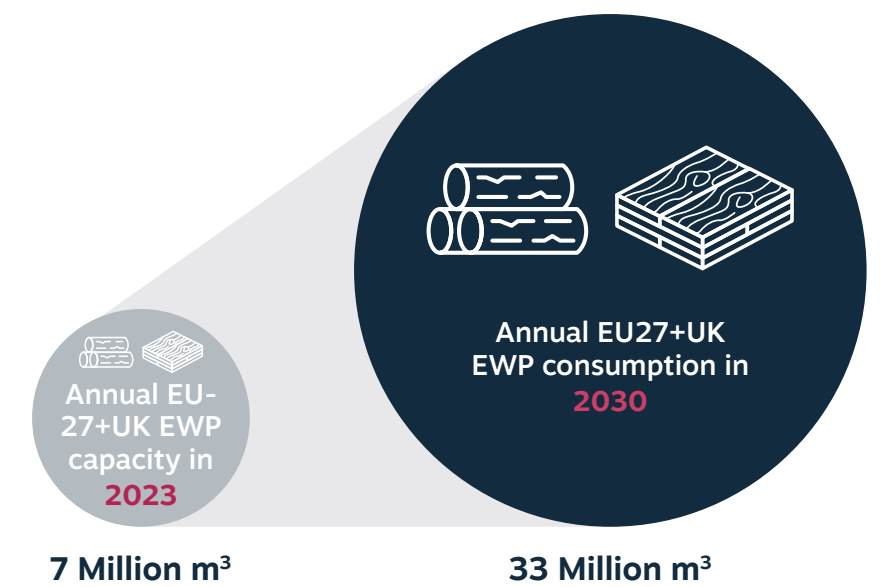 Annual EU-
27+UK EWP
capacity in
2023
7 Million m³
Annual EU27+UK
EWP consumption in
2030
33 Million m³